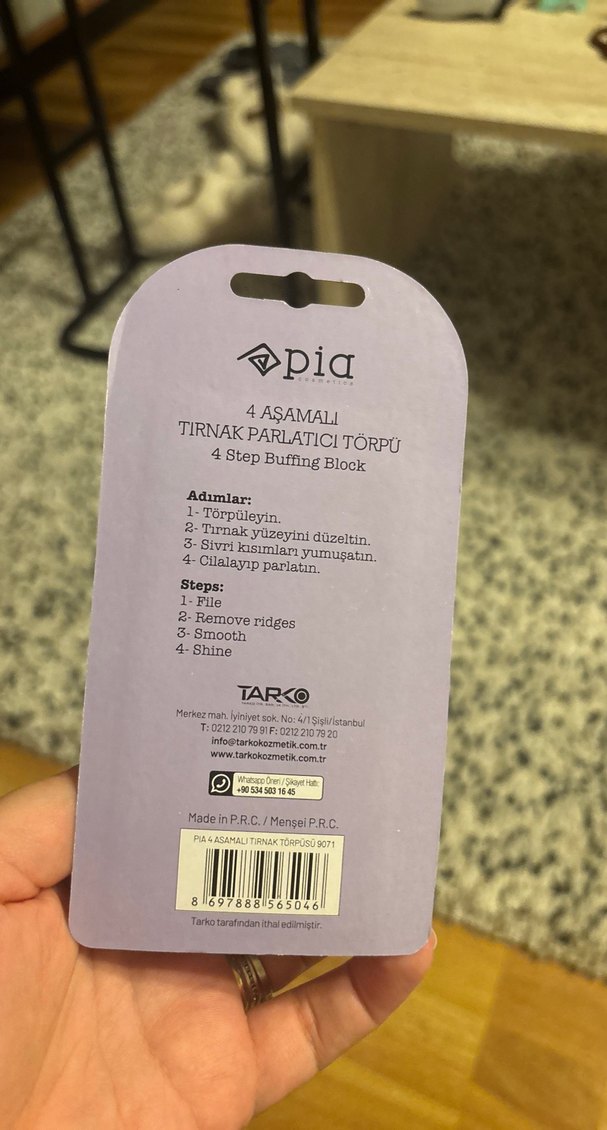 pia
cosmetics
4 AŞAMALI
TIRNAK PARLATICI TÖRPÜ
4 Step Buffing Block
Adımlar:
1- Törpüleyin.
2- Tırnak yüzeyini düzeltin.
3- Sivri kısımları yumuşatın.
4- Cilalayıp parlatın.
Steps:
1- File
2- Remove ridges
3- Smooth
4- Shine
TARKO
Merkez mah. İyiniyet sok. No: 4/1 Şişli/İstanbul
T: 0212 210 79 91 F: 0212 210 79 20
info@tarkokozmetik.com.tr
www.tarkokozmetik.com.tr
Whatsapp Öneri / Şikayet Hattı:
+90 534 503 16 45
Made in P.R.C. / Menşei P.R.C.
PIA 4 ASAMALI TIRNAK TÖRPÜSÜ 9071
8 697888 565046
Tarko tarafından ithal edilmiştir.